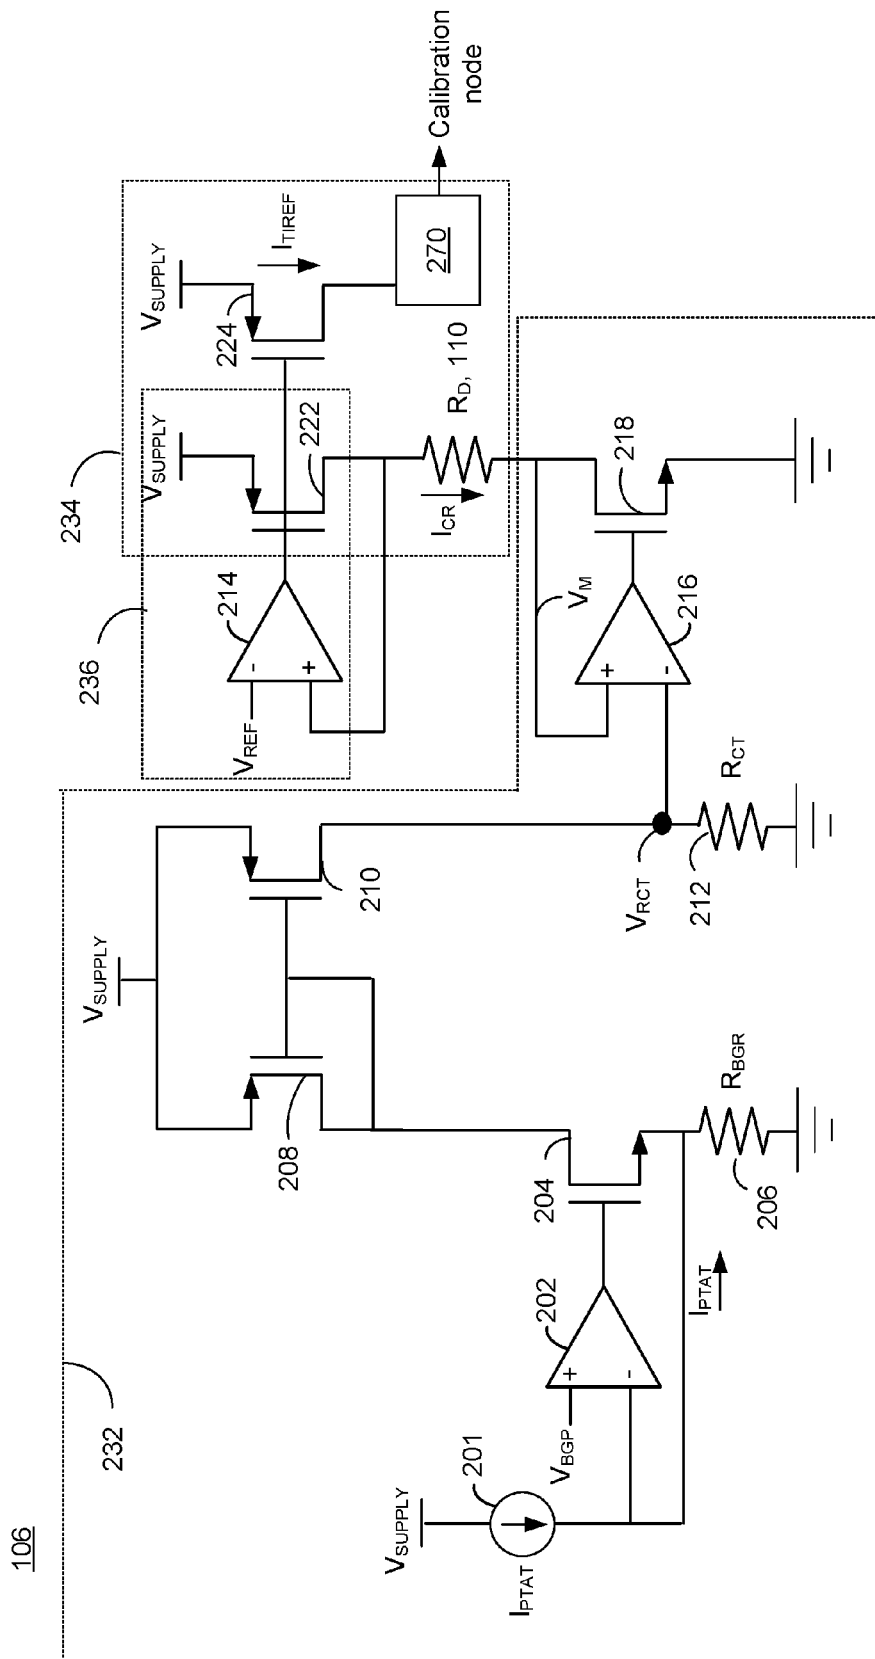 106
232
234
236
VSUPPLY
VSUPPLY
VSUPPLY
VSUPPLY
ITIREF
224
222
214
-
+
VREF
270
Calibration
node
RD, 110
ICR
208
210
VM
218
216
+
-
VRCT
212
RCT
201
IPTAT
VBGP
202
+
-
204
IPTAT
206
RBGR